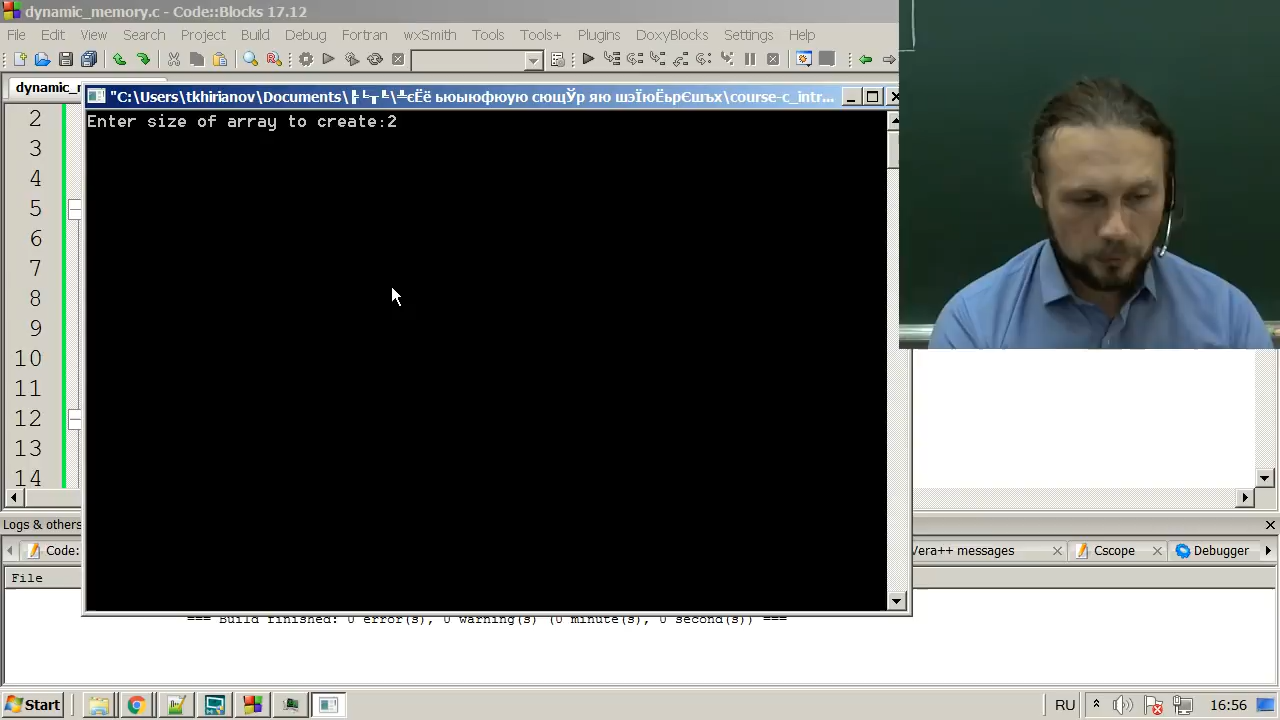 dynamic_memory.c - Code::Blocks 17.12
File Edit View Search Project Build Debug Fortran wxSmith Tools Tools+ Plugins DoxyBlocks Settings Help
"C:\Users\tkhirianov\Documents\
сющЎр яю шэЇюЁьрЄшъх\course-c_intr...
Enter size of array to create:2
2
3
4
5
6
7
8
9
10
11
12
13
14
Logs & others
Code:
Vera++ messages
Cscope
Debugger
File
=== Build finished: 0 error(s), 0 warning(s) (0 minute(s), 0 second(s)) ===
Start
RU
16:56